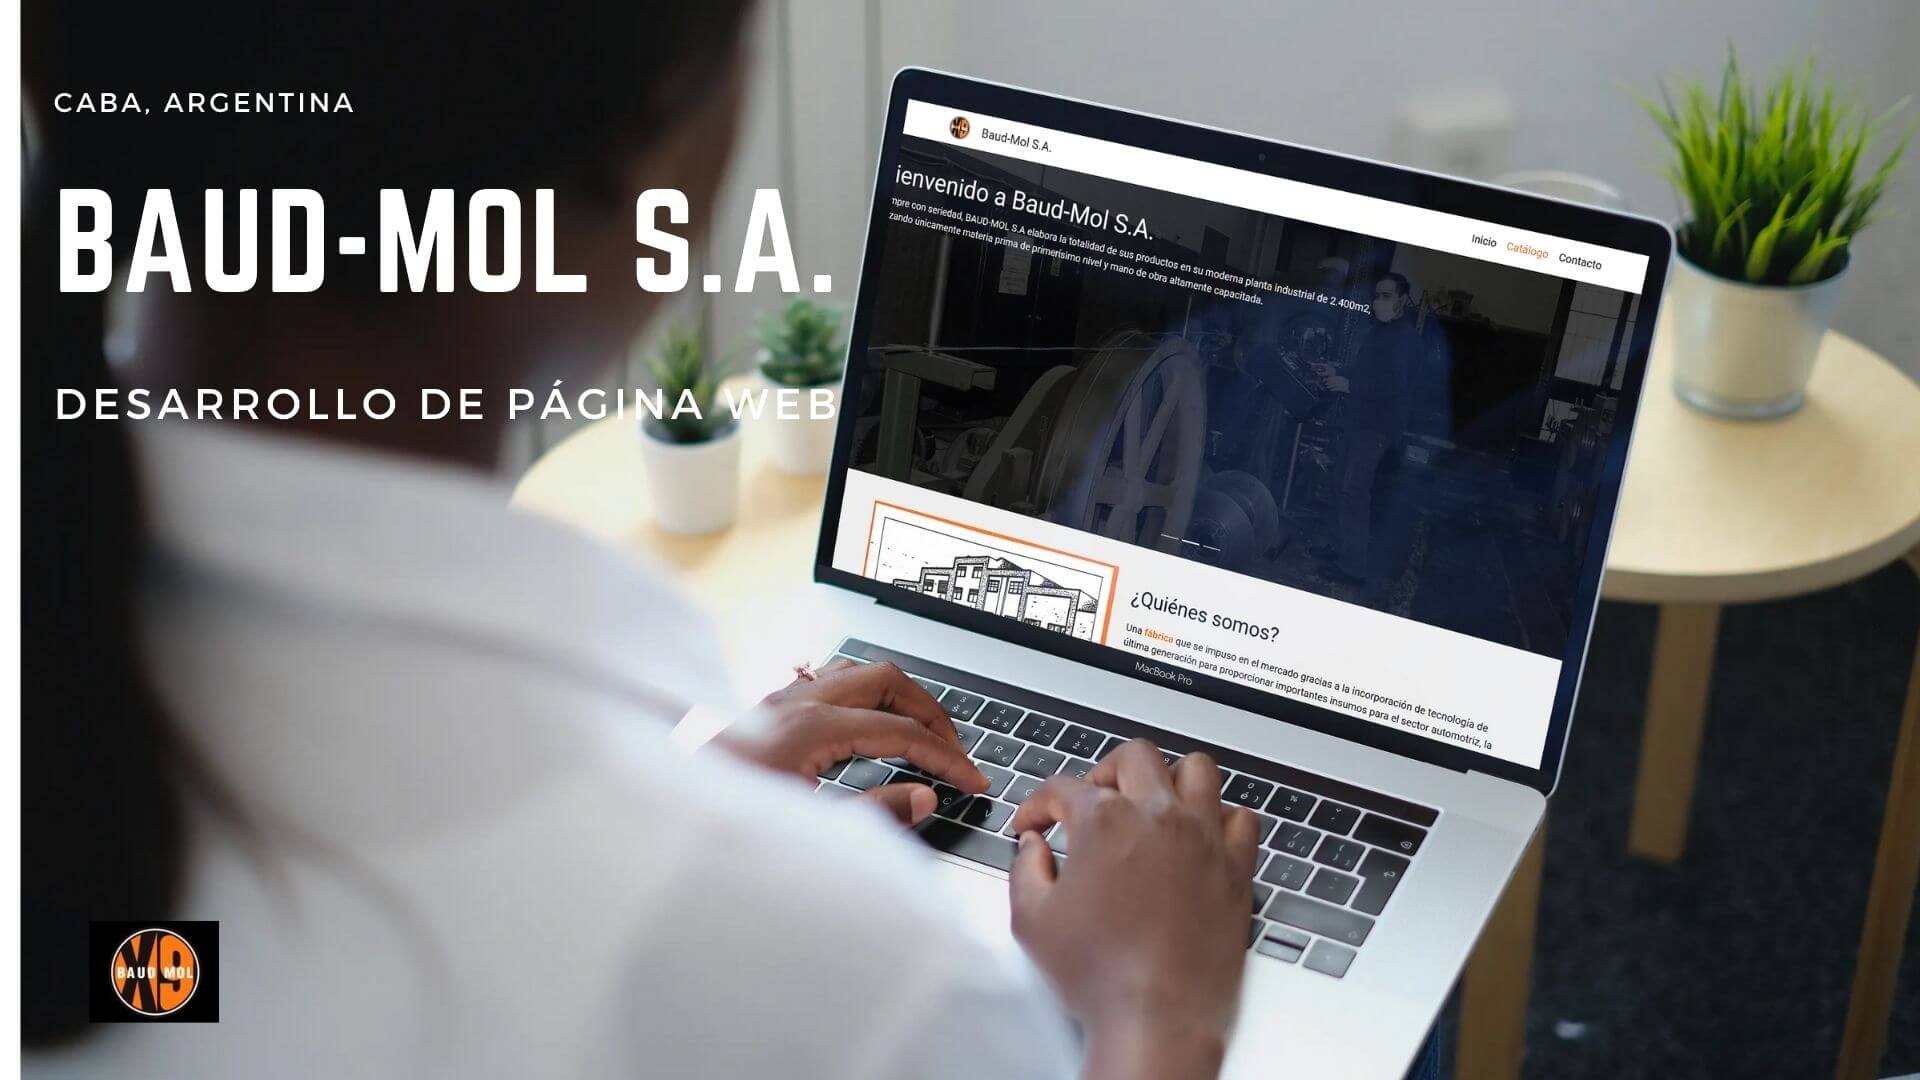 CABA, ARGENTINA
BAUD-MOL S.A.
DESARROLLO DE PÁGINA WEB
X9
BAUD MOL
X9
Baud-Mol S.A.
Inicio Catálogo Contacto
ienvenido a Baud-Mol S.A.
mpre con seriedad, BAUD-MOL S.A elabora la totalidad de sus productos en su moderna planta industrial de 2.400m2,
zando únicamente materia prima de primerísimo nivel y mano de obra altamente capacitada.
¿Quiénes somos?
Una fábrica que se impuso en el mercado gracias a la incorporación de tecnología de
última generación para proporcionar importantes insumos para el sector automotriz, la
MacBook Pro